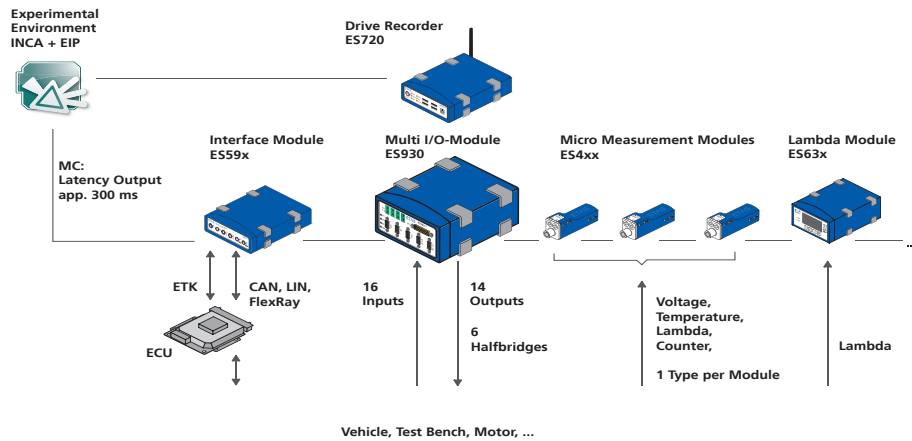 Experimental
Environment
INCA + EIP
Drive Recorder
ES720
Interface Module
ES59x
Multi I/O-Module
ES930
Micro Measurement Modules
ES4xx
Lambda Module
ES63x
MC:
Latency Output
app. 300 ms
...
ETK
CAN, LIN,
FlexRay
16
Inputs
14
Outputs
6
Halfbridges
Voltage,
Temperature,
Lambda,
Counter,
1 Type per Module
Lambda
ECU
Vehicle, Test Bench, Motor, ...